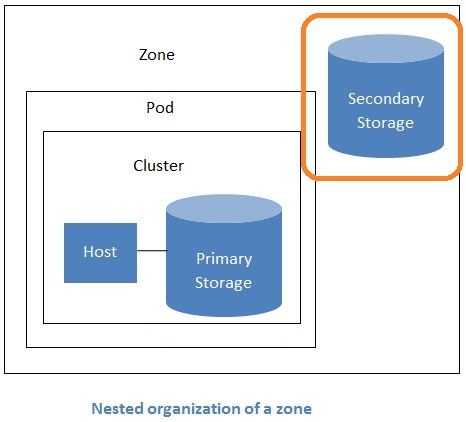 Zone
Secondary
Storage
Pod
Cluster
Host
Primary
Storage
Nested organization of a zone